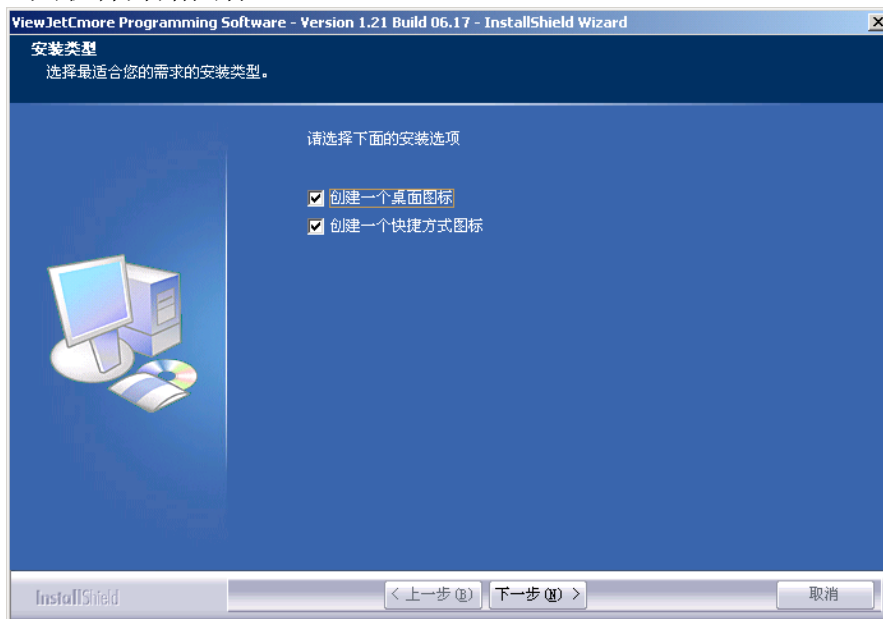 ViewJetCmore Programming Software - Version 1.21 Build 06.17 - InstallShield Wizard
安装类型
选择最适合您的需求的安装类型。
请选择下面的安装选项
创建一个桌面图标
创建一个快捷方式图标
InstallShield
< 上一步(B)
下一步(N) >
取消